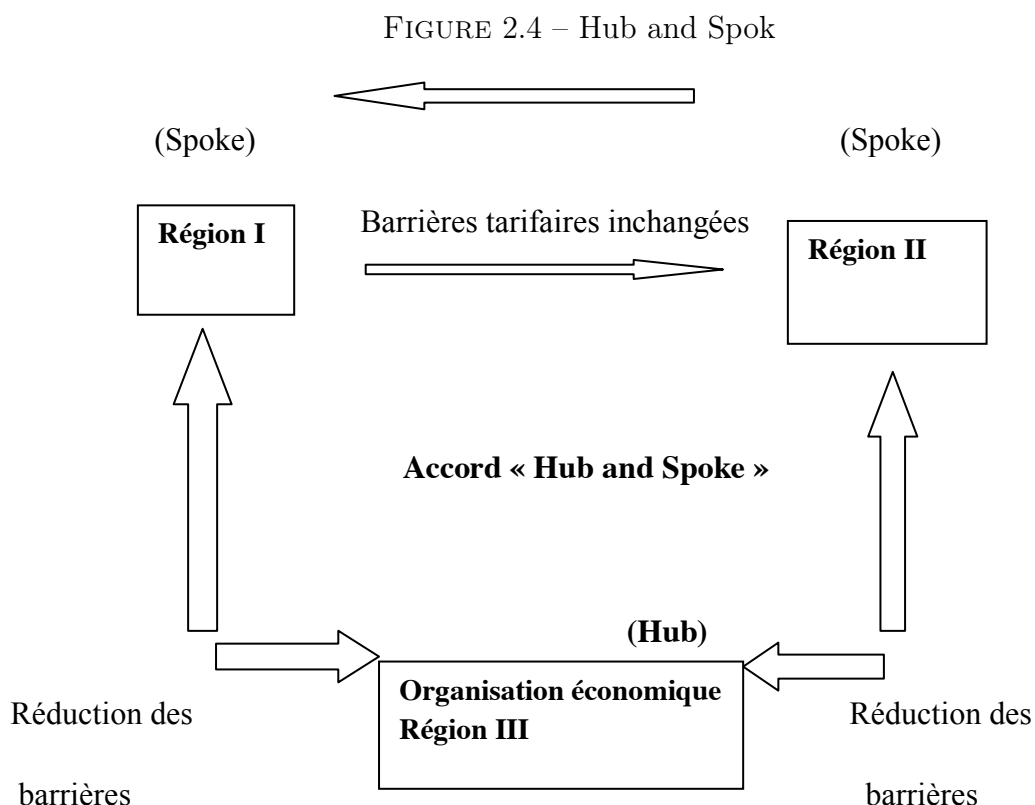 FIGURE 2.4 – Hub and Spok
(Spoke)
(Spoke)
Région I
Barrières tarifaires inchangées
Région II
Accord « Hub and Spoke »
(Hub)
Organisation économique
Région III
Réduction des
barrières
Réduction des
barrières